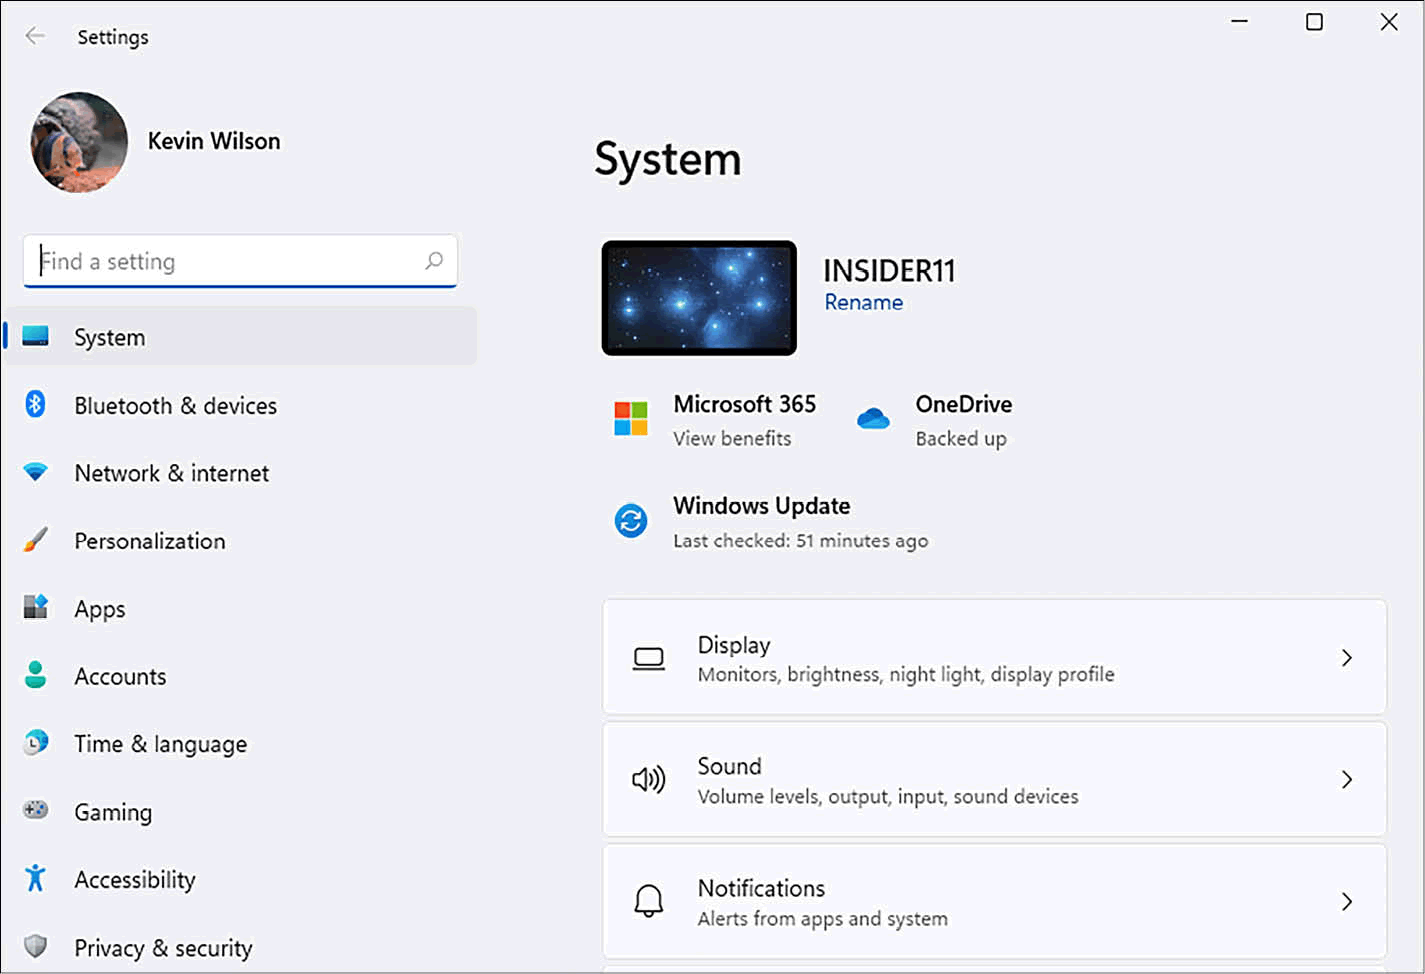 Settings
Kevin Wilson
Find a setting
System
Bluetooth & devices
Network & internet
Personalization
Apps
Accounts
Time & language
Gaming
Accessibility
Privacy & security
System
INSIDER11
Rename
Microsoft 365
View benefits
OneDrive
Backed up
Windows Update
Last checked: 51 minutes ago
Display
Monitors, brightness, night light, display profile
Sound
Volume levels, output, input, sound devices
Notifications
Alerts from apps and system